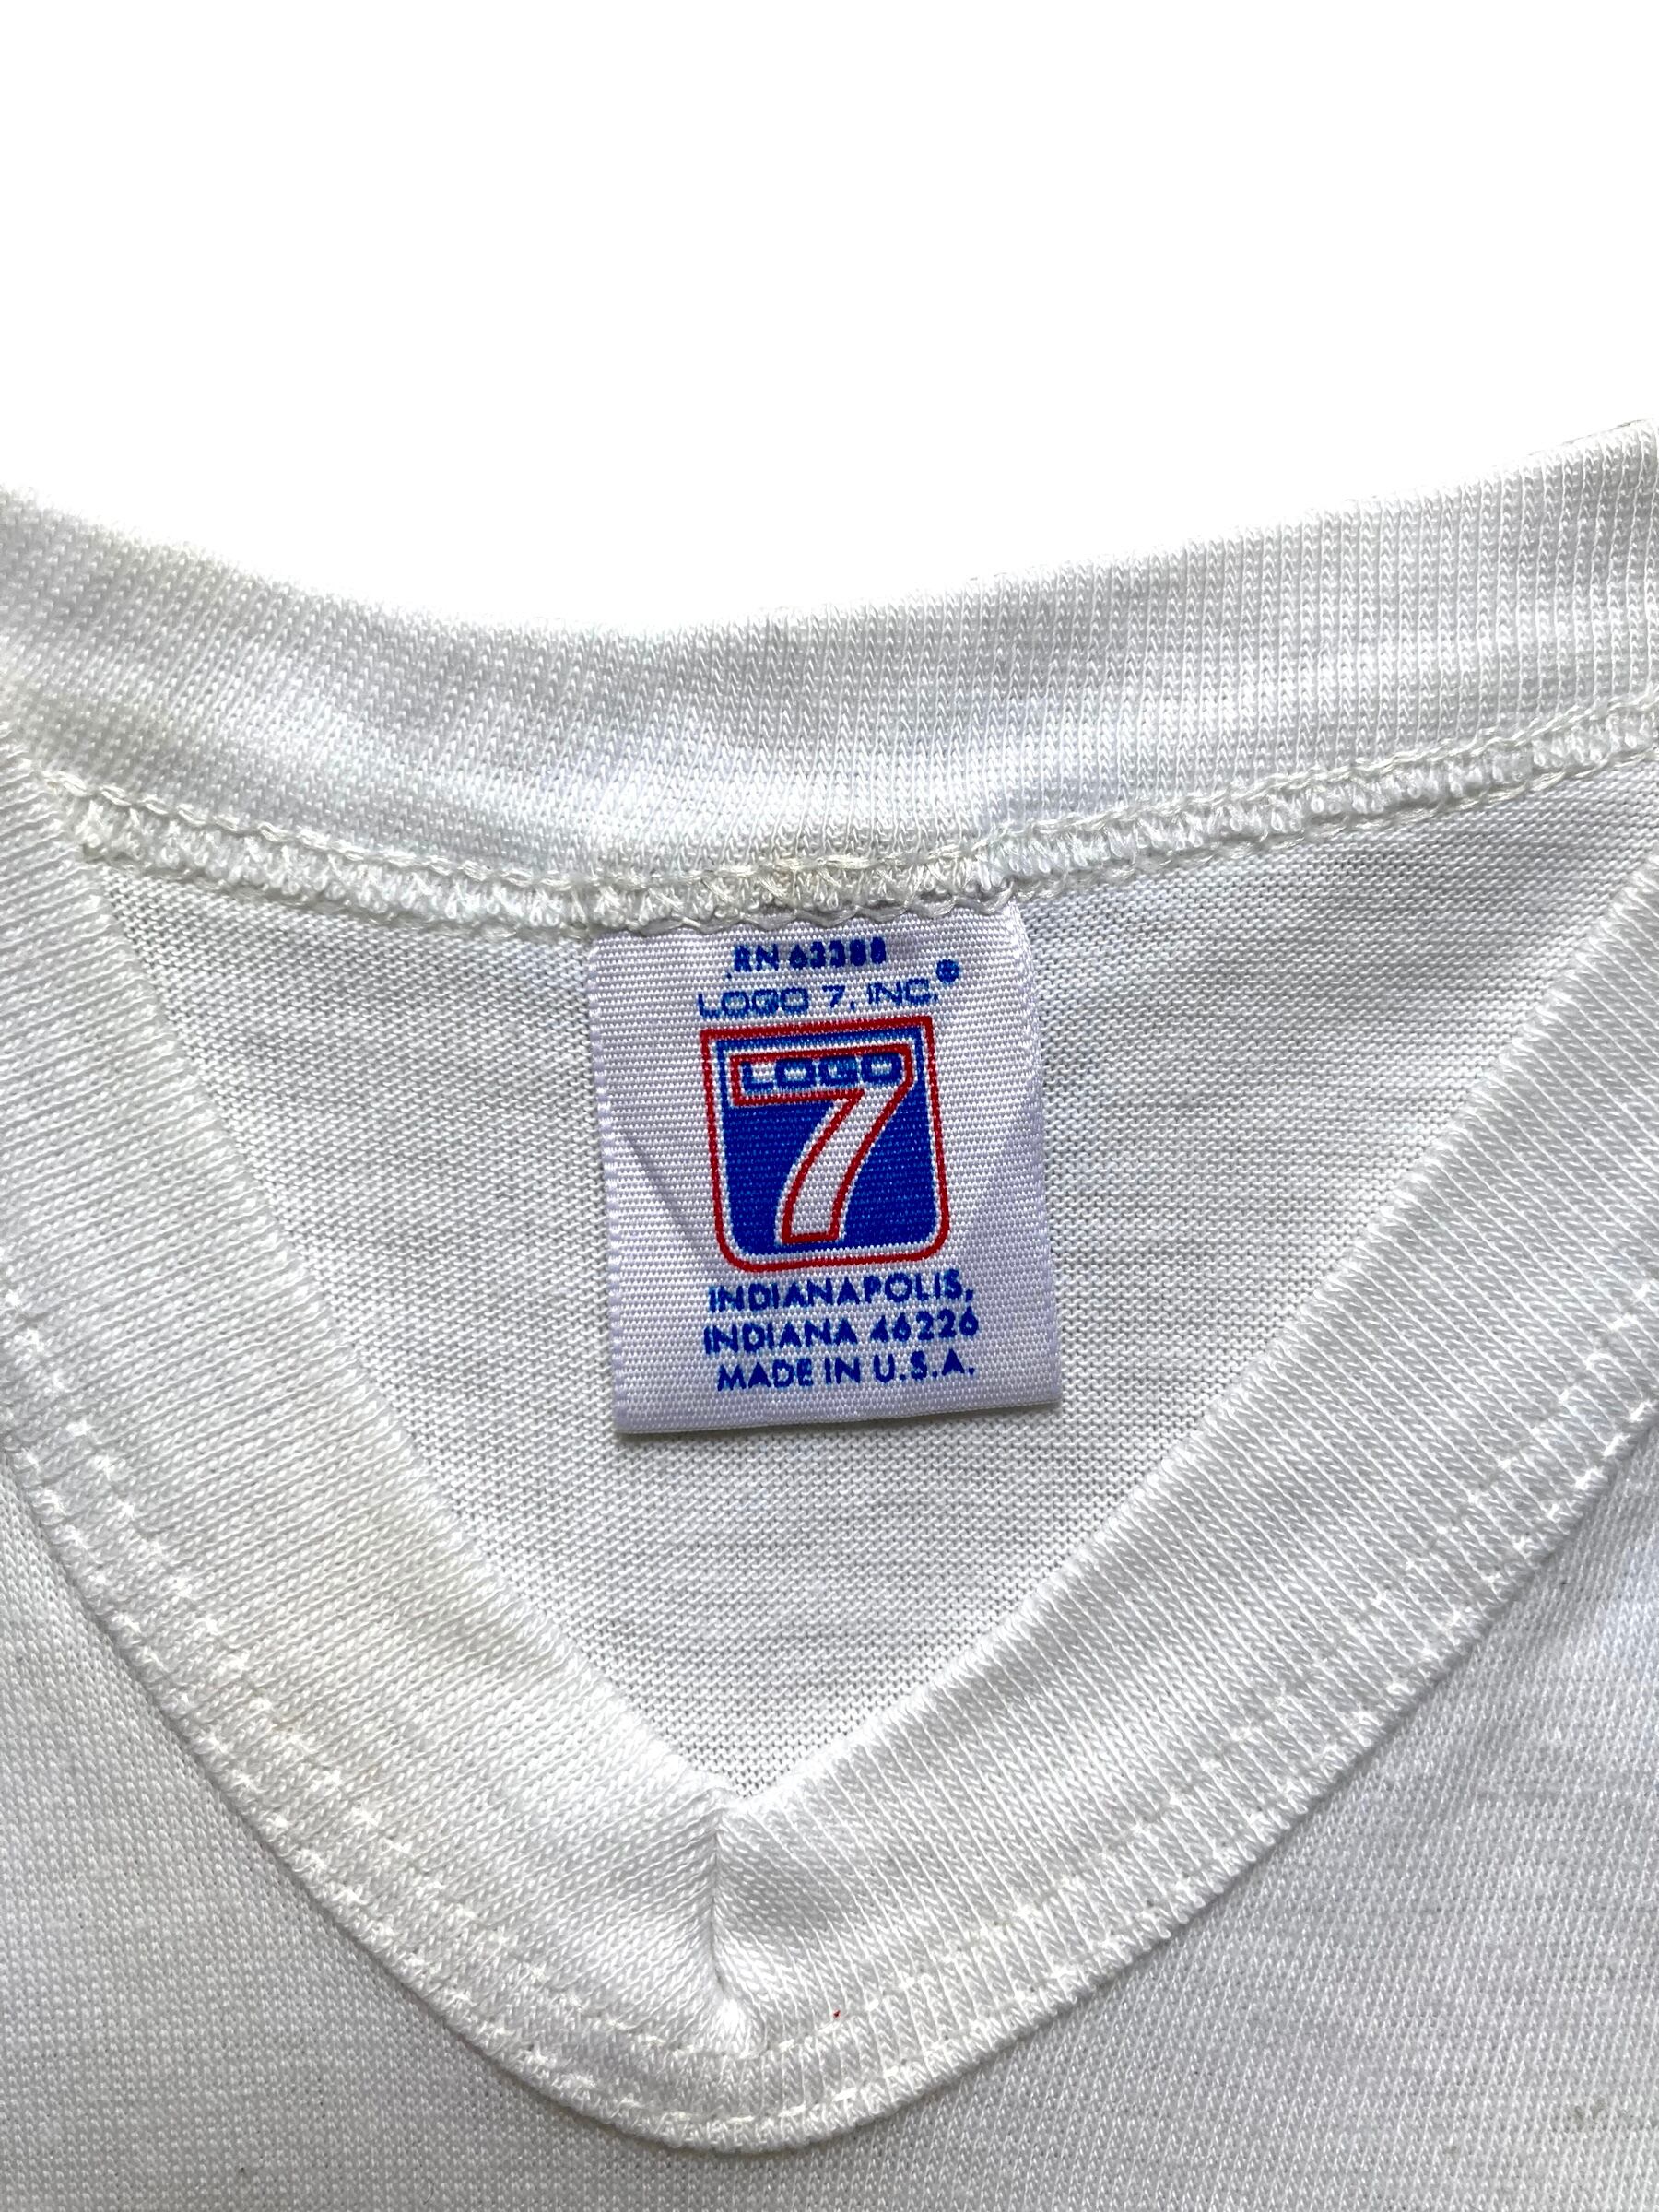 RN 63388
LOGO 7, INC.®
LOGO
7
INDIANAPOLIS,
INDIANA 46226
MADE IN U.S.A.